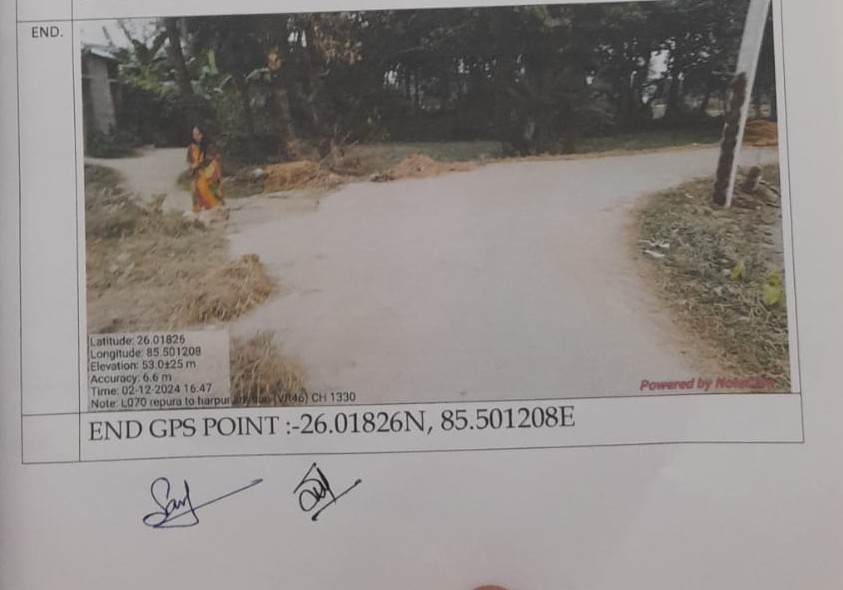 END.
Latitude: 26.01826
Longitude: 85.501208
Elevation: 53.0±25 m
Accuracy: 6.6 m
Time: 02-12-2024 16:47
Note: L070 repura to harpur (VR46) CH 1330
Powered by NoteCam
END GPS POINT :-26.01826N, 85.501208E